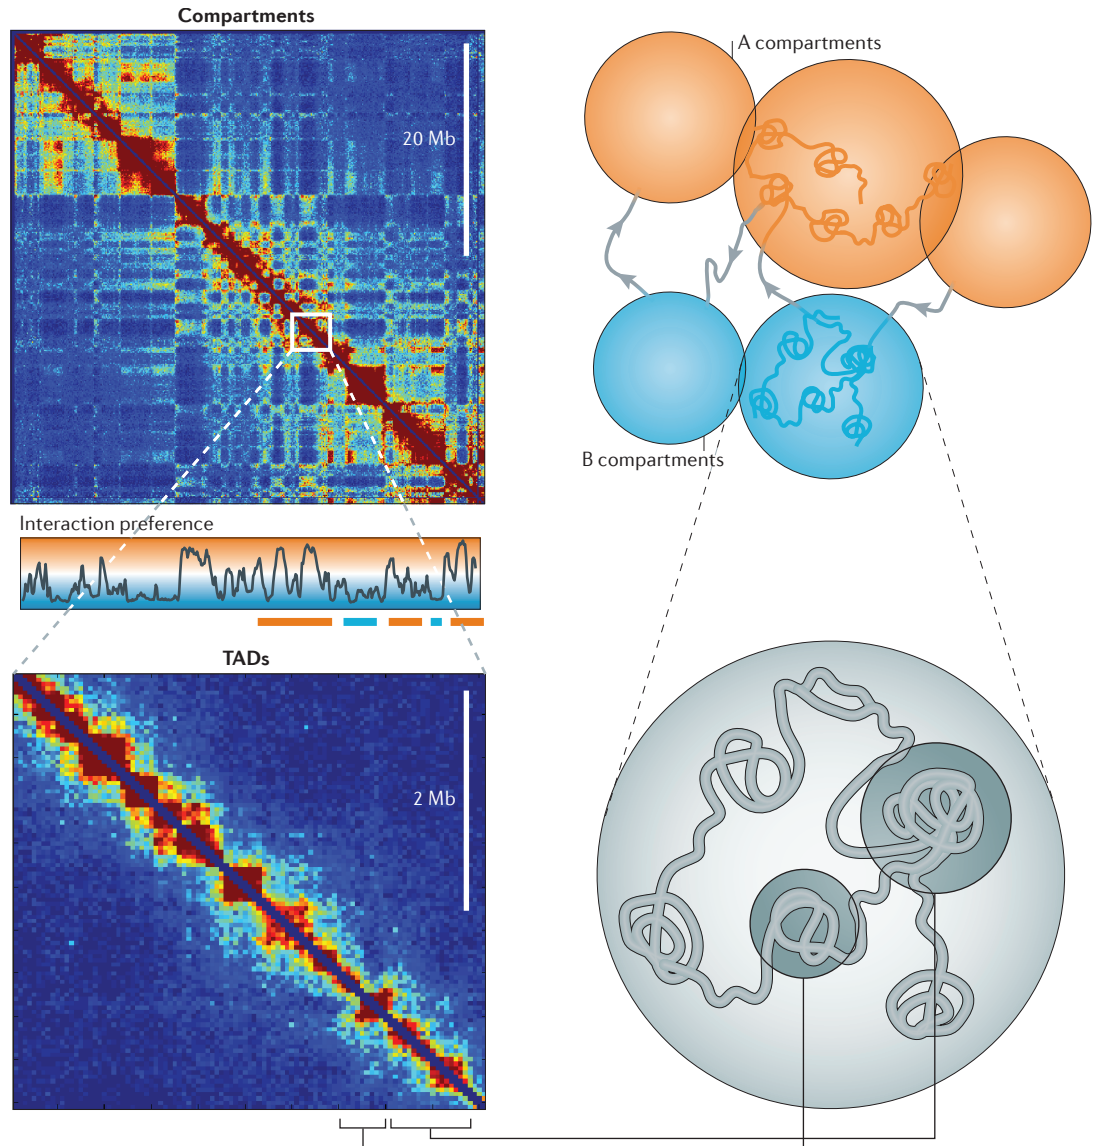 Compartments
A compartments
20 Mb
B compartments
Interaction preference
TADs
2 Mb